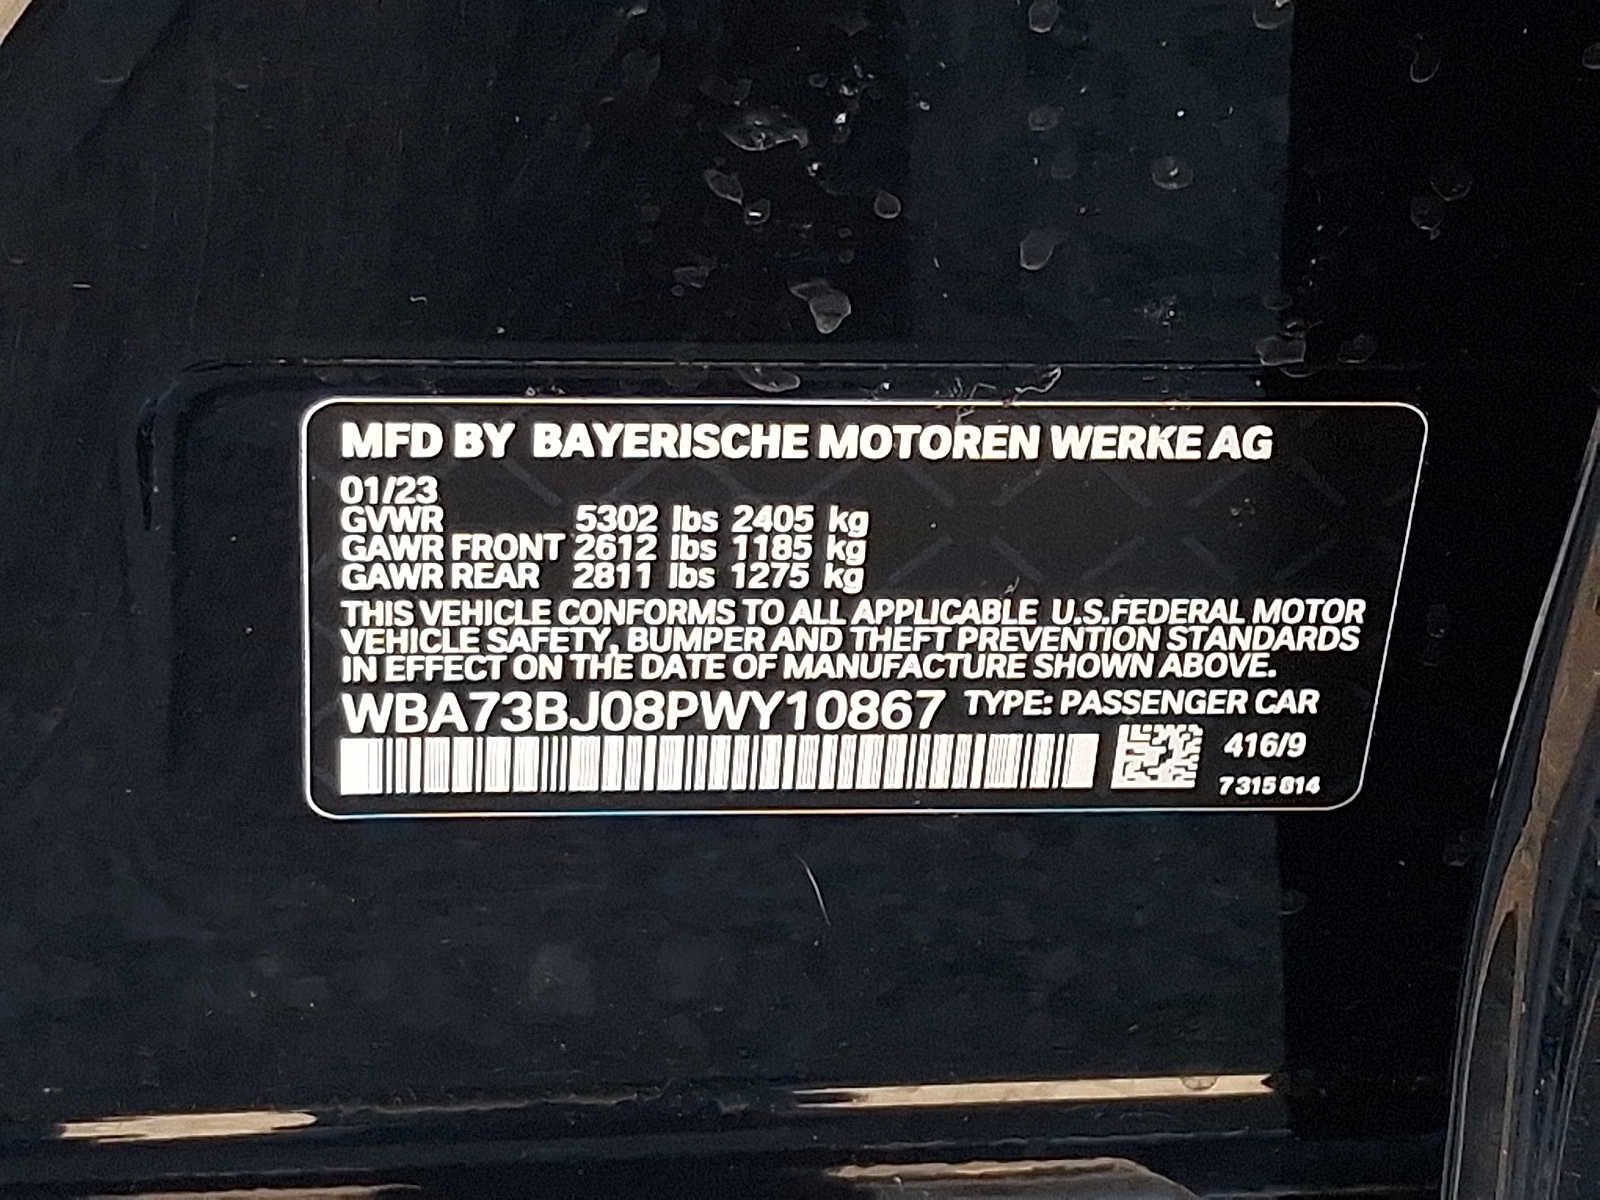 MFD BY BAYERISCHE MOTOREN WERKE AG
01/23
GVWR 5302 lbs 2405 kg
GAWR FRONT 2612 lbs 1185 kg
GAWR REAR 2811 lbs 1275 kg
THIS VEHICLE CONFORMS TO ALL APPLICABLE U.S.FEDERAL MOTOR
VEHICLE SAFETY, BUMPER AND THEFT PREVENTION STANDARDS
IN EFFECT ON THE DATE OF MANUFACTURE SHOWN ABOVE.
WBA73BJ08PWY10867 TYPE: PASSENGER CAR
416/9
7 315 814